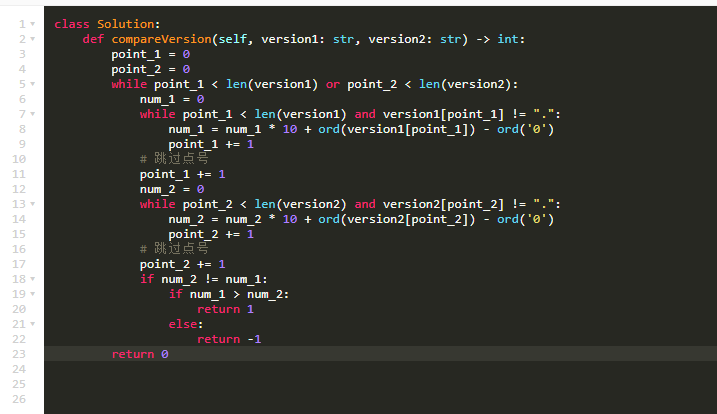 1 class Solution:
2     def compareVersion(self, version1: str, version2: str) -> int:
3         point_1 = 0
4         point_2 = 0
5         while point_1 < len(version1) or point_2 < len(version2):
6             num_1 = 0
7             while point_1 < len(version1) and version1[point_1] != ".":
8                 num_1 = num_1 * 10 + ord(version1[point_1]) - ord('0')
9                 point_1 += 1
10             # 跳过点号
11             point_1 += 1
12             num_2 = 0
13             while point_2 < len(version2) and version2[point_2] != ".":
14                 num_2 = num_2 * 10 + ord(version2[point_2]) - ord('0')
15                 point_2 += 1
16             # 跳过点号
17             point_2 += 1
18             if num_2 != num_1:
19                 if num_1 > num_2:
20                     return 1
21                 else:
22                     return -1
23         return 0
24
25
26